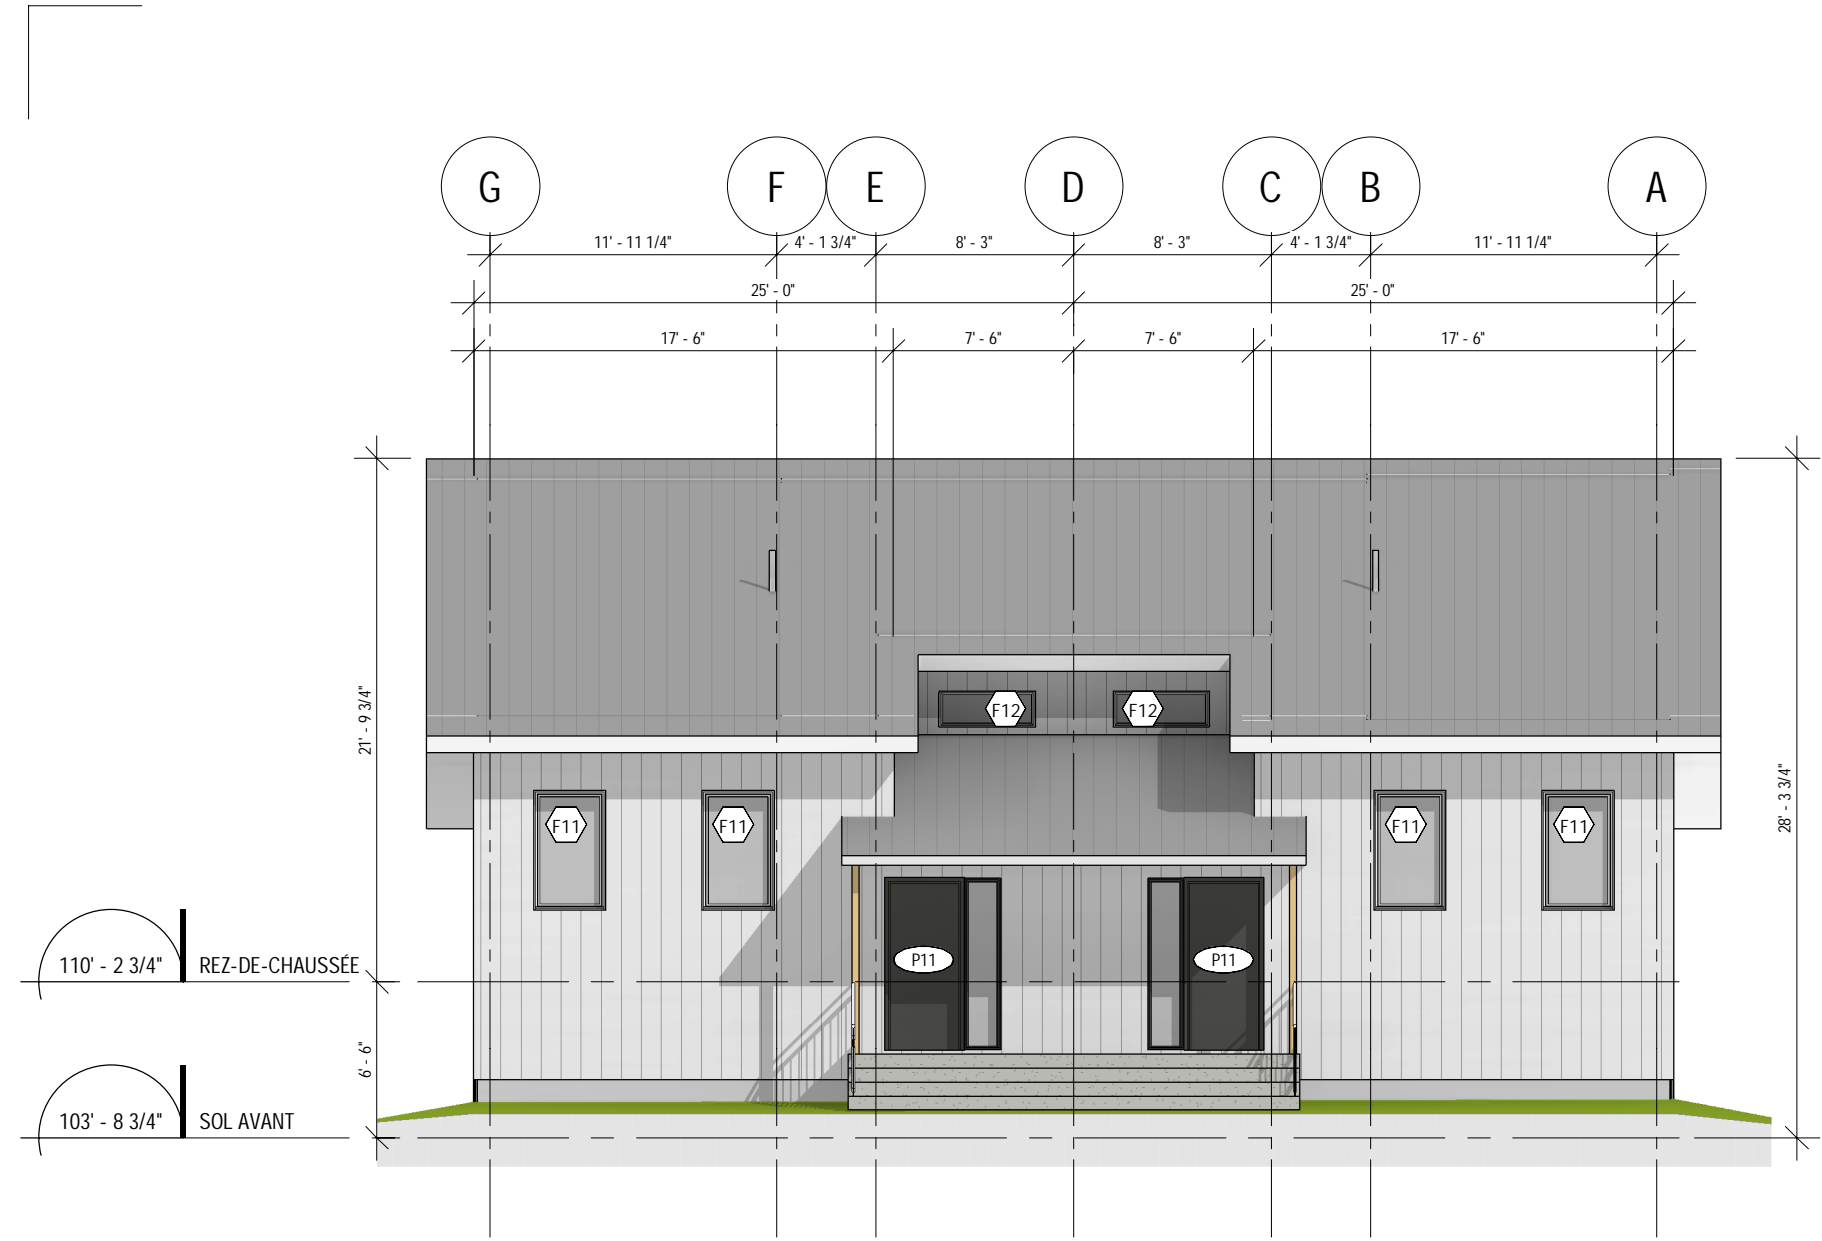 G F E D C B A
11' - 11 1/4" 4' - 1 3/4" 8' - 3" 8' - 3" 4' - 1 3/4" 11' - 11 1/4"
25' - 0" 25' - 0"
17' - 6" 7' - 6" 7' - 6" 17' - 6"
21' - 9 3/4"
28' - 3 3/4"
F12 F12
F11 F11 F11 F11
P11 P11
110' - 2 3/4" REZ-DE-CHAUSSÉE
6' - 6"
103' - 8 3/4" SOL AVANT